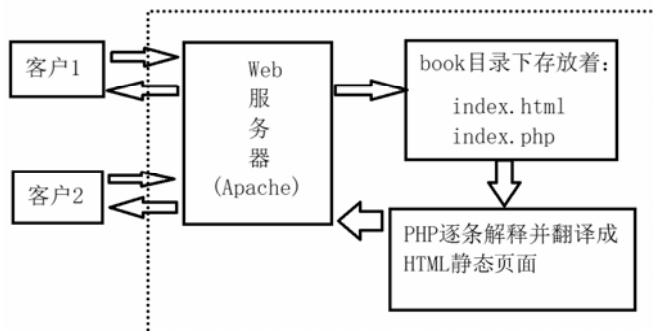 客户1
客户2
Web
服
务
器
(Apache)
book目录下存放着：
index.html
index.php
PHP逐条解释并翻译成
HTML静态页面